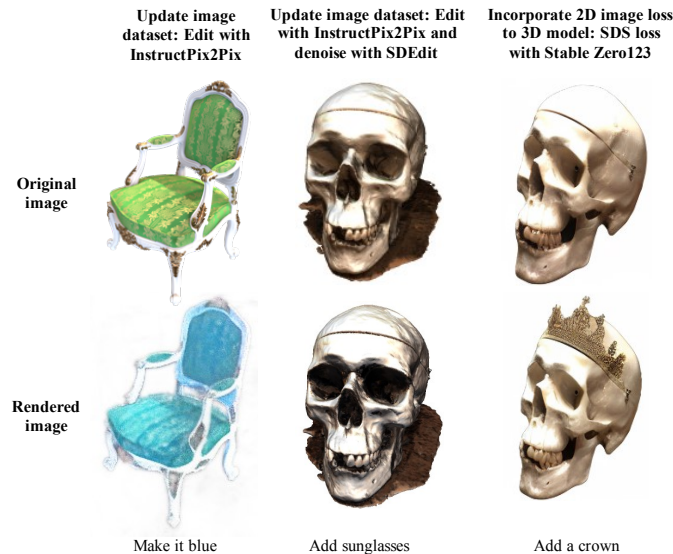 Update image
dataset: Edit with
InstructPix2Pix
Update image dataset: Edit
with InstructPix2Pix and
denoise with SDEdit
Incorporate 2D image loss
to 3D model: SDS loss
with Stable Zero123
Original
image
Rendered
image
Make it blue
Add sunglasses
Add a crown